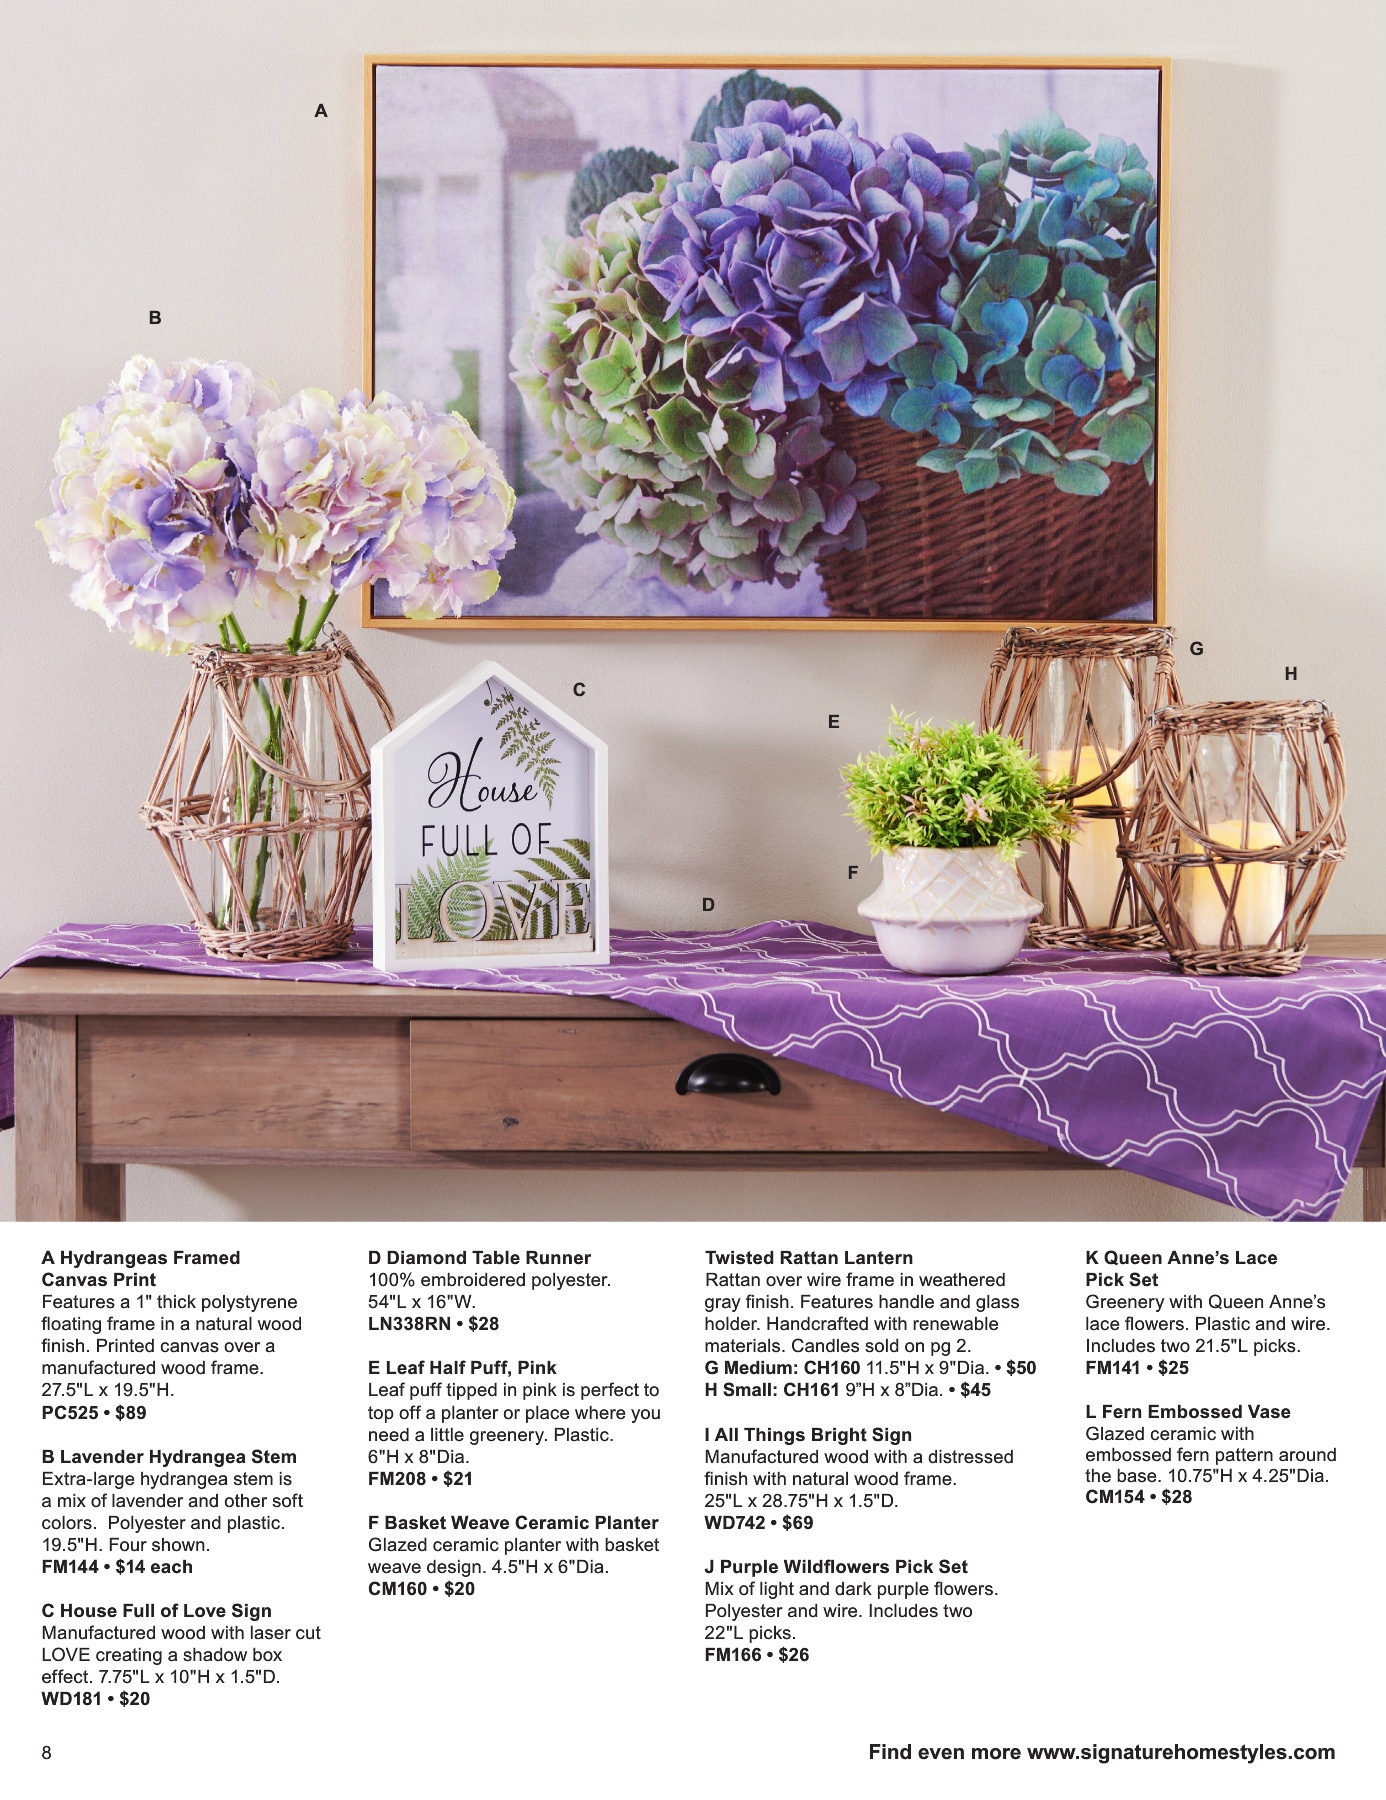 A
B
C
House
FULL OF
LOVE
D
E
F
G
H
A Hydrangeas Framed
Canvas Print
Features a 1" thick polystyrene
floating frame in a natural wood
finish. Printed canvas over a
manufactured wood frame.
27.5"L x 19.5"H.
PC525 • $89
B Lavender Hydrangea Stem
Extra-large hydrangea stem is
a mix of lavender and other soft
colors.  Polyester and plastic.
19.5"H. Four shown.
FM144 • $14 each
C House Full of Love Sign
Manufactured wood with laser cut
LOVE creating a shadow box
effect. 7.75"L x 10"H x 1.5"D.
WD181 • $20
D Diamond Table Runner
100% embroidered polyester.
54"L x 16"W.
LN338RN • $28
E Leaf Half Puff, Pink
Leaf puff tipped in pink is perfect to
top off a planter or place where you
need a little greenery. Plastic.
6"H x 8"Dia.
FM208 • $21
F Basket Weave Ceramic Planter
Glazed ceramic planter with basket
weave design. 4.5"H x 6"Dia.
CM160 • $20
Twisted Rattan Lantern
Rattan over wire frame in weathered
gray finish. Features handle and glass
holder. Handcrafted with renewable
materials. Candles sold on pg 2.
G Medium: CH160 11.5"H x 9"Dia. • $50
H Small: CH161 9”H x 8”Dia. • $45
I All Things Bright Sign
Manufactured wood with a distressed
finish with natural wood frame.
25"L x 28.75"H x 1.5"D.
WD742 • $69
J Purple Wildflowers Pick Set
Mix of light and dark purple flowers.
Polyester and wire. Includes two
22"L picks.
FM166 • $26
K Queen Anne’s Lace
Pick Set
Greenery with Queen Anne’s
lace flowers. Plastic and wire.
Includes two 21.5"L picks.
FM141 • $25
L Fern Embossed Vase
Glazed ceramic with
embossed fern pattern around
the base. 10.75"H x 4.25"Dia.
CM154 • $28
8
Find even more www.signaturehomestyles.com